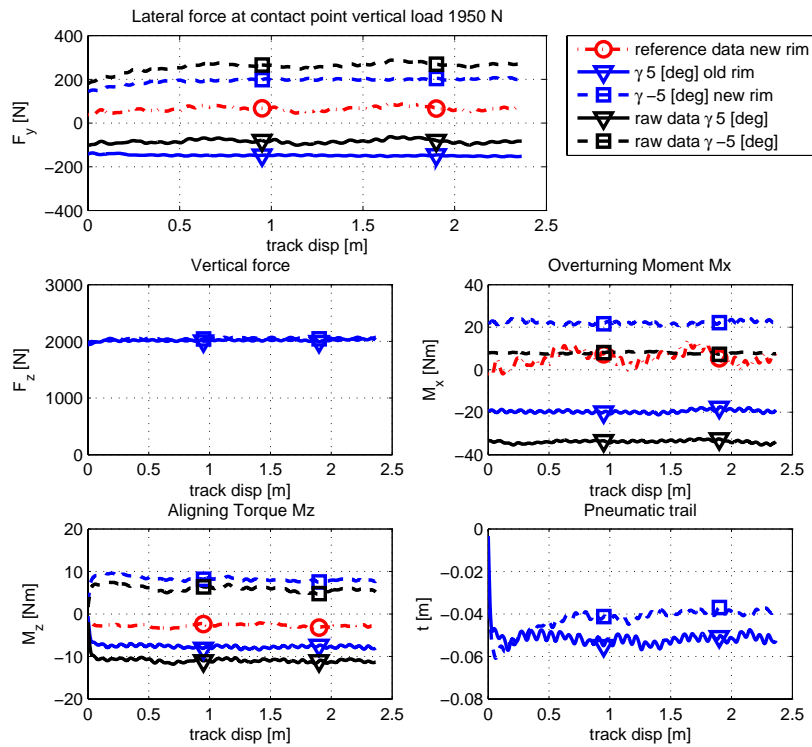 Lateral force at contact point vertical load 1950 N
400
200
0
−200
−400
F_y [N]
0 0.5 1 1.5 2 2.5
track disp [m]
reference data new rim
γ 5 [deg] old rim
γ −5 [deg] new rim
raw data γ 5 [deg]
raw data γ −5 [deg]
Vertical force
3000
2000
1000
0
F_z [N]
0 0.5 1 1.5 2 2.5
track disp [m]
Overturning Moment Mx
40
20
0
−20
−40
M_x [Nm]
0 0.5 1 1.5 2 2.5
track disp [m]
Aligning Torque Mz
20
10
0
−10
−20
M_z [Nm]
0 0.5 1 1.5 2 2.5
track disp [m]
Pneumatic trail
0
−0.02
−0.04
−0.06
−0.08
t [m]
0 0.5 1 1.5 2 2.5
track disp [m]